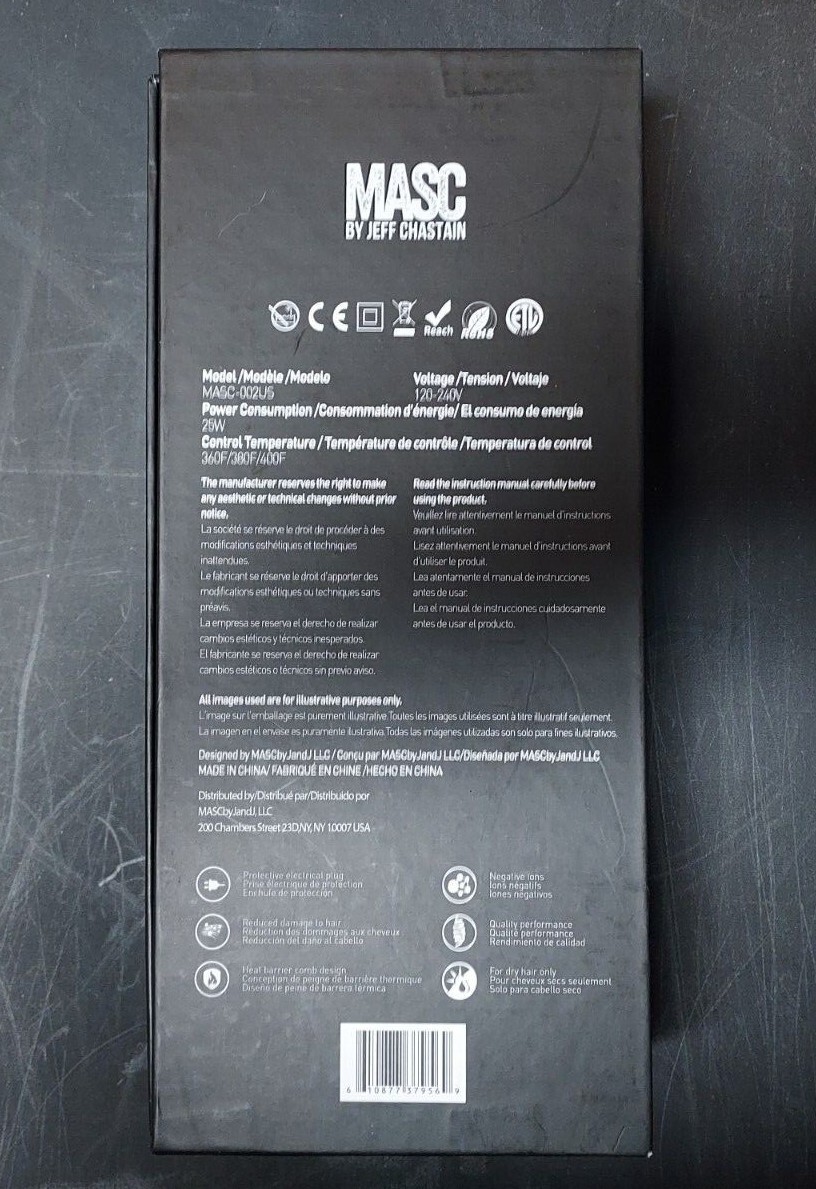 MASC
BY JEFF CHASTAIN
CE
Reach
RoHS
ETL
Model /Modèle /Modelo
MASC-002US
Voltage /Tension / Voltaje
120-240V
Power Consumption /Consommation d'énergie/ El consumo de energía
25W
Control Temperature / Température de contrôle /Temperatura de control
360F/380F/400F
The manufacturer reserves the right to make
any aesthetic or technical changes without prior
notice.
La société se réserve le droit de procéder à des
modifications esthétiques et techniques
inattendues.
Le fabricant se réserve le droit d'apporter des
modifications esthétiques ou techniques sans
préavis.
La empresa se reserva el derecho de realizar
cambios estéticos y técnicos inesperados.
El fabricante se reserva el derecho de realizar
cambios estéticos o técnicos sin previo aviso.
Read the instruction manual carefully before
using the product.
Veuillez lire attentivement le manuel d'instructions
avant utilisation.
Lisez attentivement le manuel d'instructions avant
d'utiliser le produit.
Lea atentamente el manual de instrucciones
antes de usar.
Lea el manual de instrucciones cuidadosamente
antes de usar el producto.
All images used are for illustrative purposes only.
L'image sur l'emballage est purement illustrative.Toutes les images utilisées sont à titre illustratif seulement.
La imagen en el envase es puramente ilustrativa.Todas las imágenes utilizadas son solo para fines ilustrativos.
Designed by MASCbyJandJ LLC / Conçu par MASCbyJandJ LLC/Diseñada por MASCbyJandJ LLC
MADE IN CHINA/ FABRIQUÉ EN CHINE /HECHO EN CHINA
Distributed by/Distribué par/Distribuido por
MASCbyJandJ, LLC
200 Chambers Street 23D,NY, NY 10007 USA
Protective electrical plug
Prise électrique de protection
Enchufe de protección
Reduced damage to hair
Réduction des dommages aux cheveux
Reducción del daño al cabello
Heat barrier comb design
Conception de peigne de barrière thermique
Diseño de peine de barrera térmica
Negative ions
Ions négatifs
Iones negativos
Quality performance
Qualité performance
Rendimiento de calidad
For dry hair only
Pour cheveux secs seulement
Solo para cabello seco
6 10877 37956 9